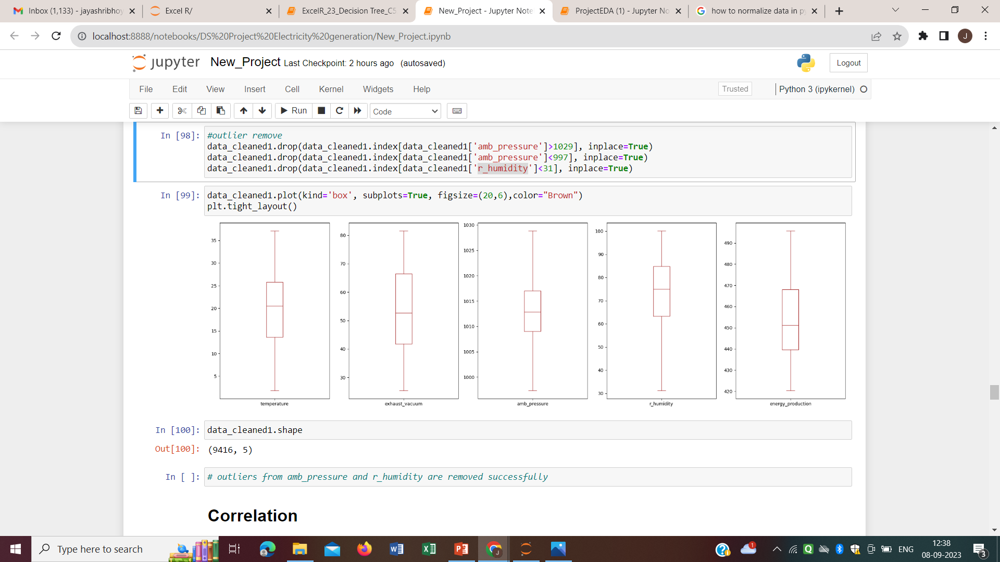 Inbox (1,133) - jayashribhoy
Excel R/
ExcelR_23_Decision Tree_C5
New_Project - Jupyter Note
ProjectEDA (1) - Jupyter No
how to normalize data in py
localhost:8888/notebooks/DS%20Project%20Electricity%20generation/New_Project.ipynb
J
jupyter New_Project Last Checkpoint: 2 hours ago (autosaved)
Logout
File Edit View Insert Cell Kernel Widgets Help
Trusted
Python 3 (ipykernel)
Run
Code
In [98]:
#outlier remove
data_cleaned1.drop(data_cleaned1.index[data_cleaned1['amb_pressure']>1029], inplace=True)
data_cleaned1.drop(data_cleaned1.index[data_cleaned1['amb_pressure']<997], inplace=True)
data_cleaned1.drop(data_cleaned1.index[data_cleaned1['r_humidity']<31], inplace=True)
In [99]:
data_cleaned1.plot(kind='box', subplots=True, figsize=(20,6),color="Brown")
plt.tight_layout()
35
30
25
20
15
10
5
temperature
80
70
60
50
40
30
exhaust_vacuum
1030
1025
1020
1015
1010
1005
1000
amb_pressure
100
90
80
70
60
50
40
30
r_humidity
490
480
470
460
450
440
430
420
energy_production
In [100]:
data_cleaned1.shape
Out[100]:
(9416, 5)
In [ ]:
# outliers from amb_pressure and r_humidity are removed successfully
Correlation
Type here to search
1
ENG
12:38
08-09-2023
3